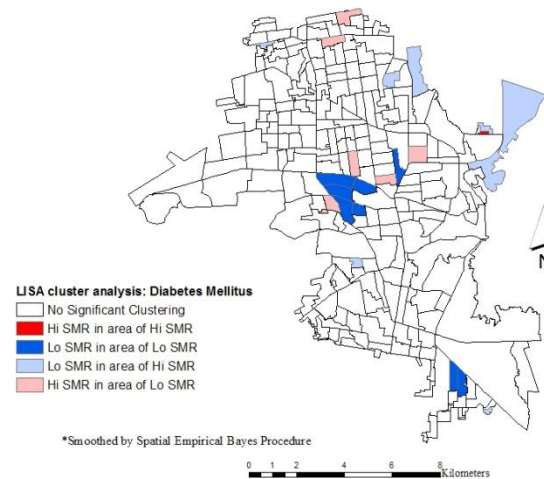 N
LISA cluster analysis: Diabetes Mellitus
No Significant Clustering
Hi SMR in area of Hi SMR
Lo SMR in area of Lo SMR
Lo SMR in area of Hi SMR
Hi SMR in area of Lo SMR
*Smoothed by Spatial Empirical Bayes Procedure
0 1 2 4 6 8
Kilometers